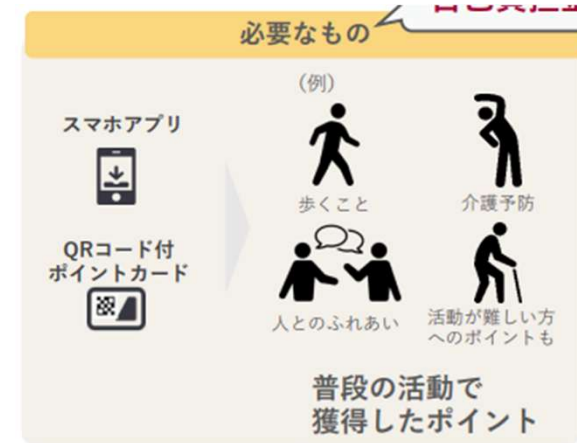 必要なもの
スマホアプリ
QRコード付
ポイントカード
（例）
歩くこと
介護予防
人とのふれあい
活動が難しい方
へのポイントも
普段の活動で
獲得したポイント